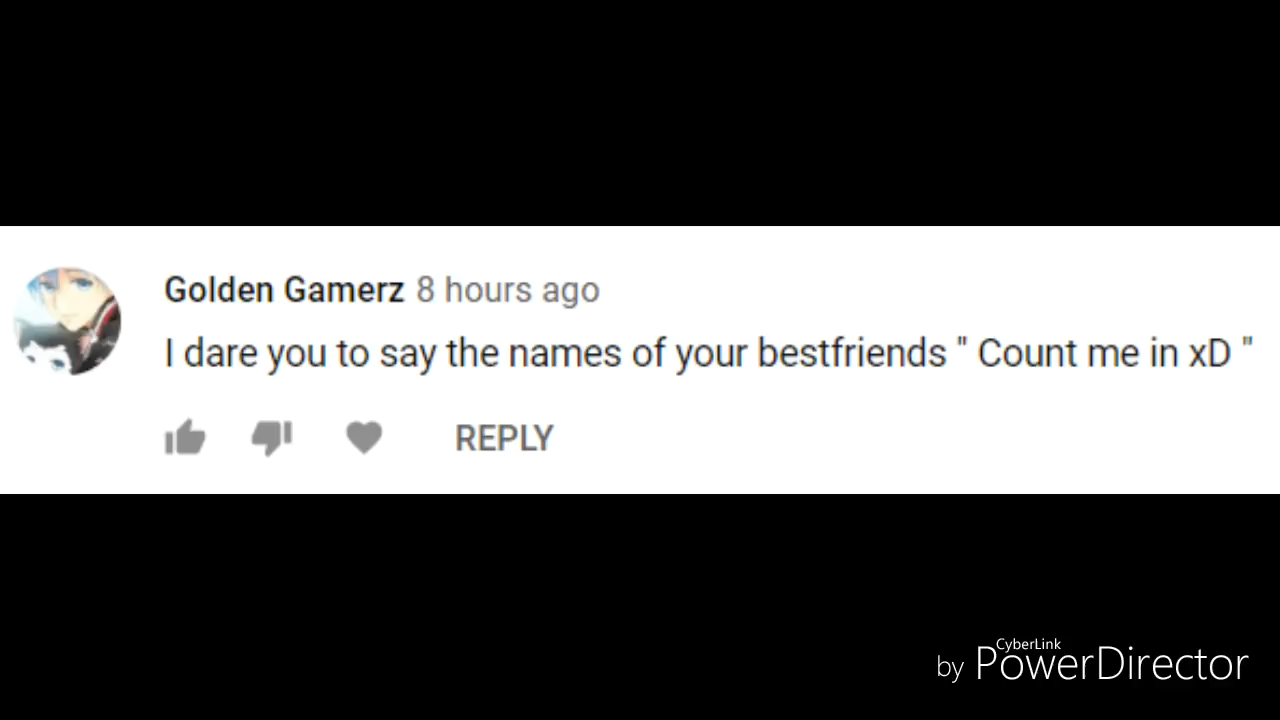 Golden Gamerz 8 hours ago
I dare you to say the names of your bestfriends " Count me in xD "
REPLY
CyberLink
by PowerDirector